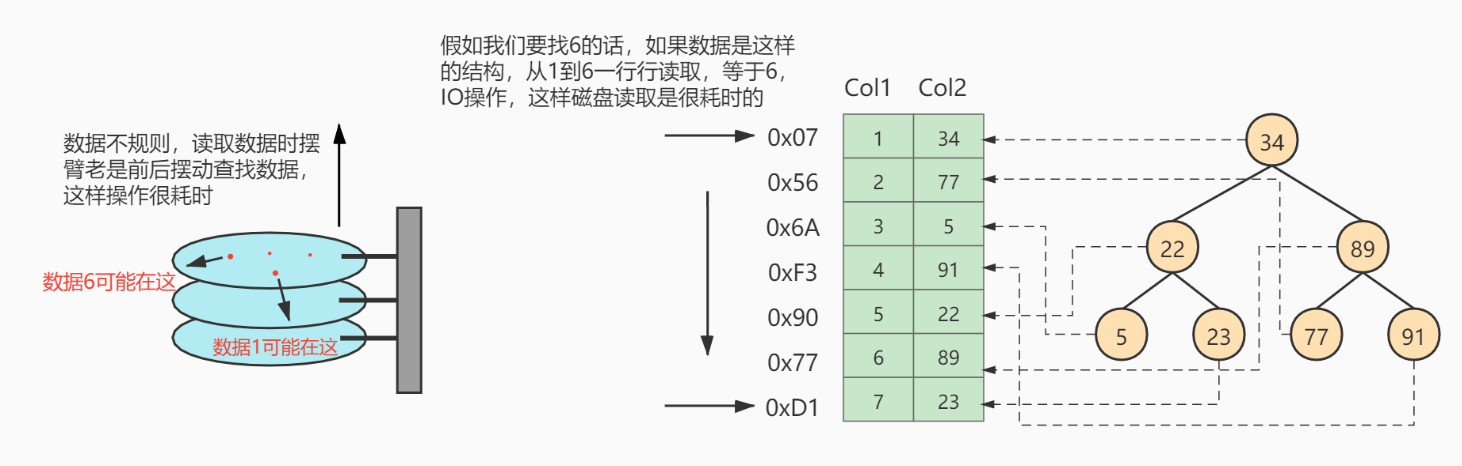 假如我们要找6的话，如果数据是这样
的结构，从1到6一行行读取，等于6，
IO操作，这样磁盘读取是很耗时的
数据不规则，读取数据时摆
臂老是前后摆动查找数据，
这样操作很耗时
数据6可能在这
数据1可能在这
Col1 Col2
0x07 1 34
0x56 2 77
0x6A 3 5
0xF3 4 91
0x90 5 22
0x77 6 89
0xD1 7 23
34
22 89
5 23 77 91